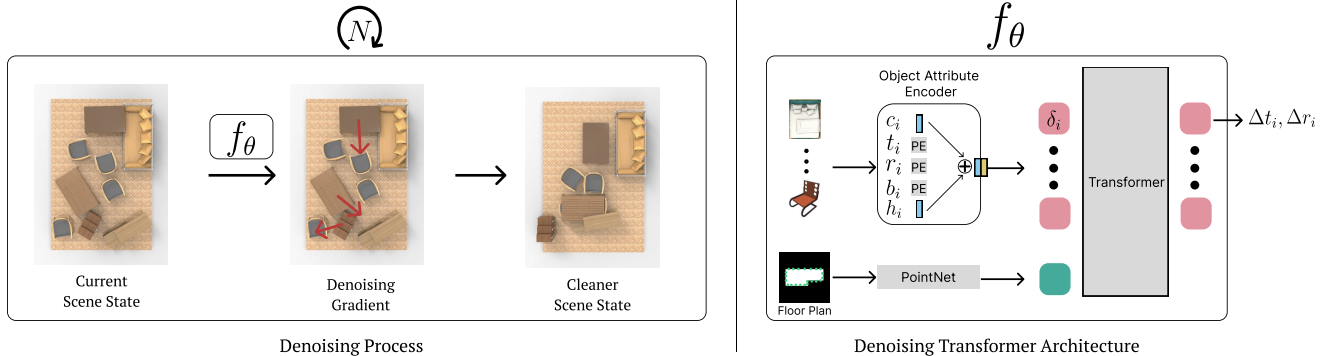 N
f_θ
Current
Scene State
Denoising
Gradient
Cleaner
Scene State
Denoising Process
f_θ
Object Attribute
Encoder
c_i
t_i PE
r_i PE
b_i PE
h_i
δ_i
Transformer
Δt_i, Δr_i
PointNet
Floor Plan
Denoising Transformer Architecture